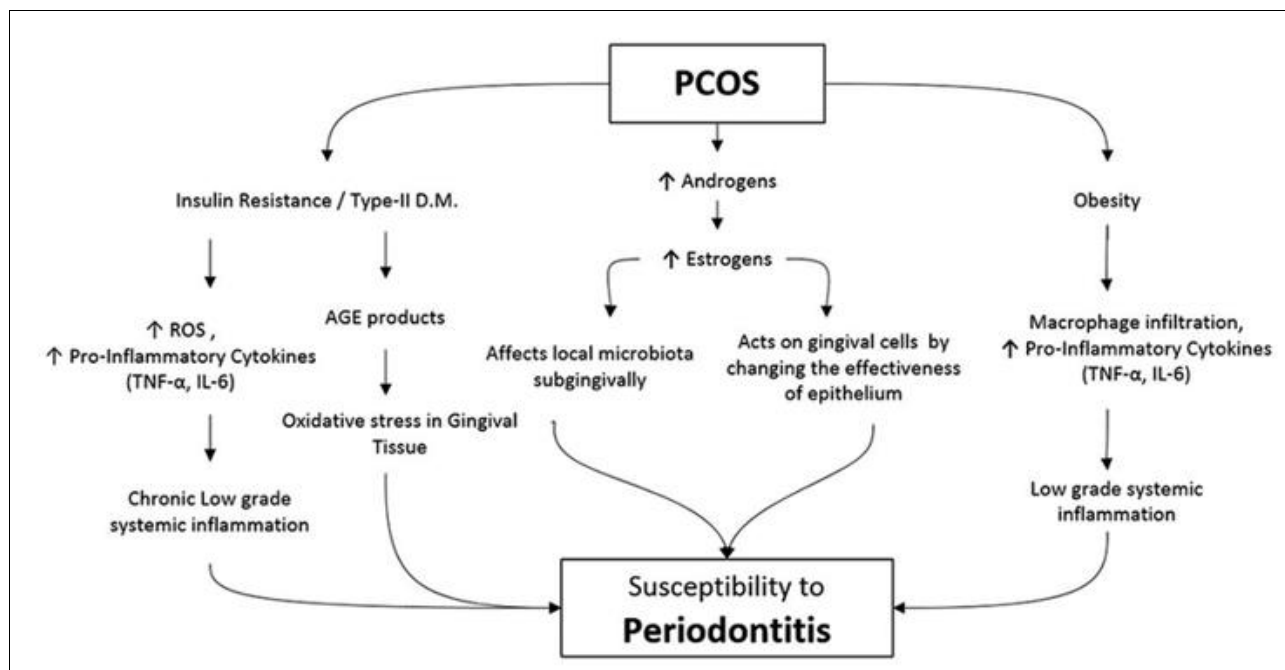 PCOS
Insulin Resistance / Type-II D.M.
↑ ROS ,
↑ Pro-Inflammatory Cytokines
(TNF-α, IL-6)
Chronic Low grade
systemic inflammation
AGE products
Oxidative stress in Gingival
Tissue
↑ Androgens
↑ Estrogens
Affects local microbiota
subgingivally
Acts on gingival cells by
changing the effectiveness
of epithelium
Obesity
Macrophage infiltration,
↑ Pro-Inflammatory Cytokines
(TNF-α, IL-6)
Low grade systemic
inflammation
Susceptibility to
Periodontitis